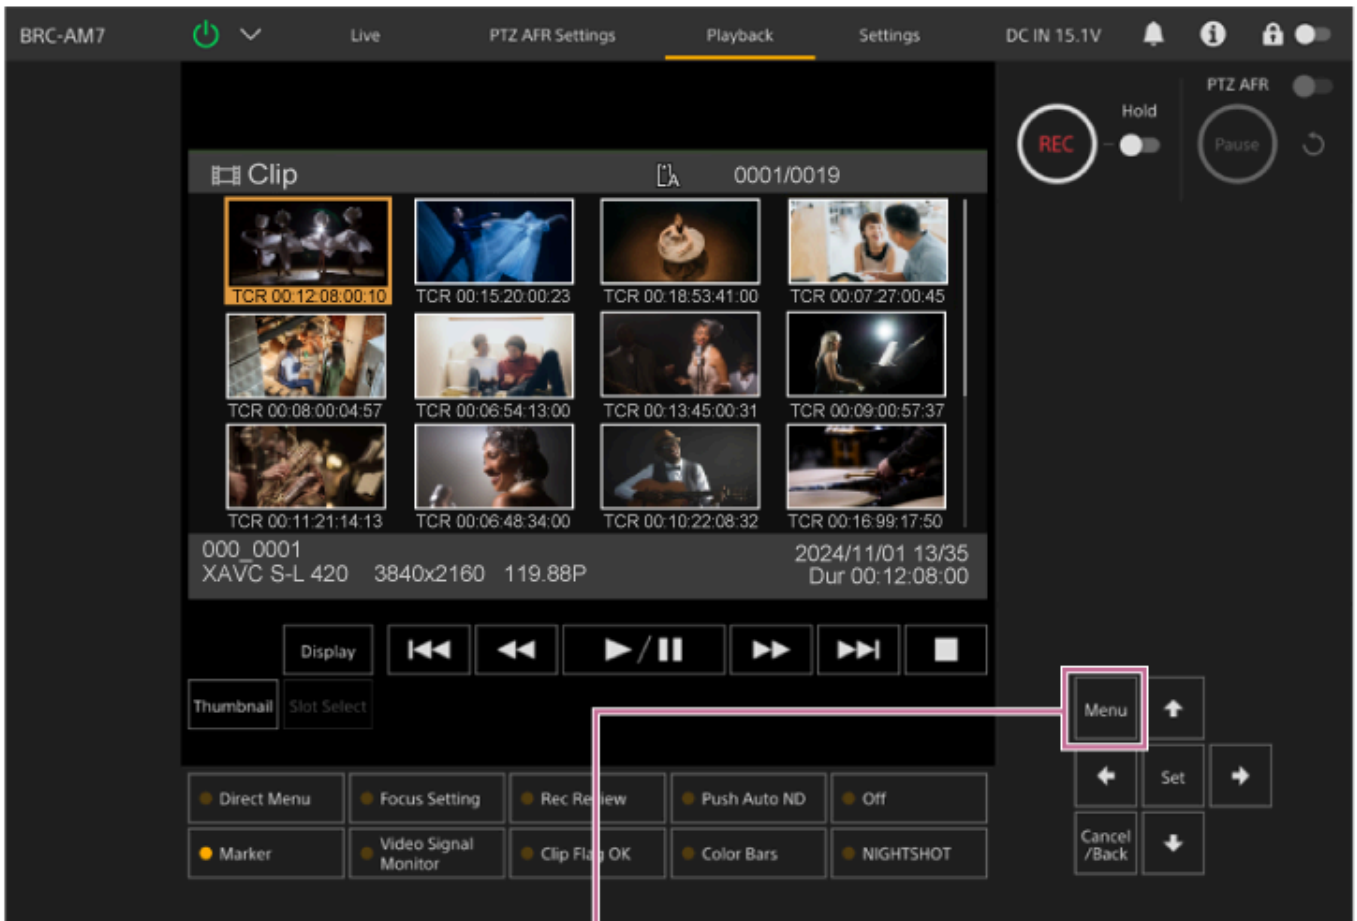 BRC-AM7 Live PTZ AFR Settings Playback Settings DC IN 15.1V
PTZ AFR
Hold
REC
Pause
Clip A 0001/0019
TCR 00:12:08:00:10 TCR 00:15:20:00:23 TCR 00:18:53:41:00 TCR 00:07:27:00:45
TCR 00:08:00:04:57 TCR 00:06:54:13:00 TCR 00:13:45:00:31 TCR 00:09:00:57:37
TCR 00:11:21:14:13 TCR 00:06:48:34:00 TCR 00:10:22:08:32 TCR 00:16:99:17:50
000_0001 2024/11/01 13/35
XAVC S-L 420 3840x2160 119.88P Dur 00:12:08:00
Display
Thumbnail Slot Select
Menu
Set
Cancel
/Back
Direct Menu Focus Setting Rec Review Push Auto ND Off
Marker Video Signal
Monitor Clip Flag OK Color Bars NIGHTSHOT